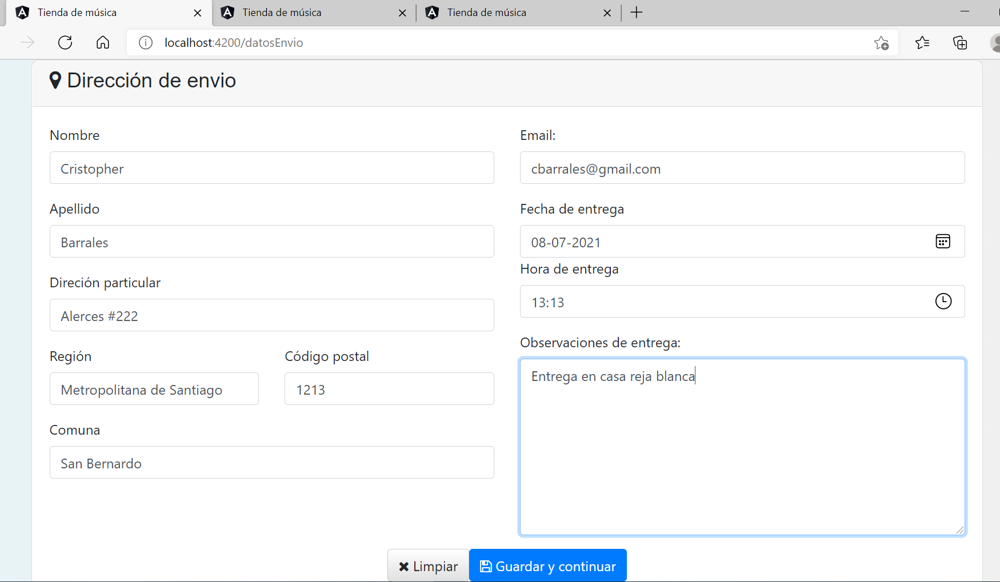 Tienda de música
Tienda de música
Tienda de música
localhost:4200/datosEnvio
Dirección de envio
Nombre
Cristopher
Apellido
Barrales
Direción particular
Alerces #222
Región
Código postal
Metropolitana de Santiago
1213
Comuna
San Bernardo
Email:
cbarrales@gmail.com
Fecha de entrega
08-07-2021
Hora de entrega
13:13
Observaciones de entrega:
Entrega en casa reja blanca
Limpiar
Guardar y continuar